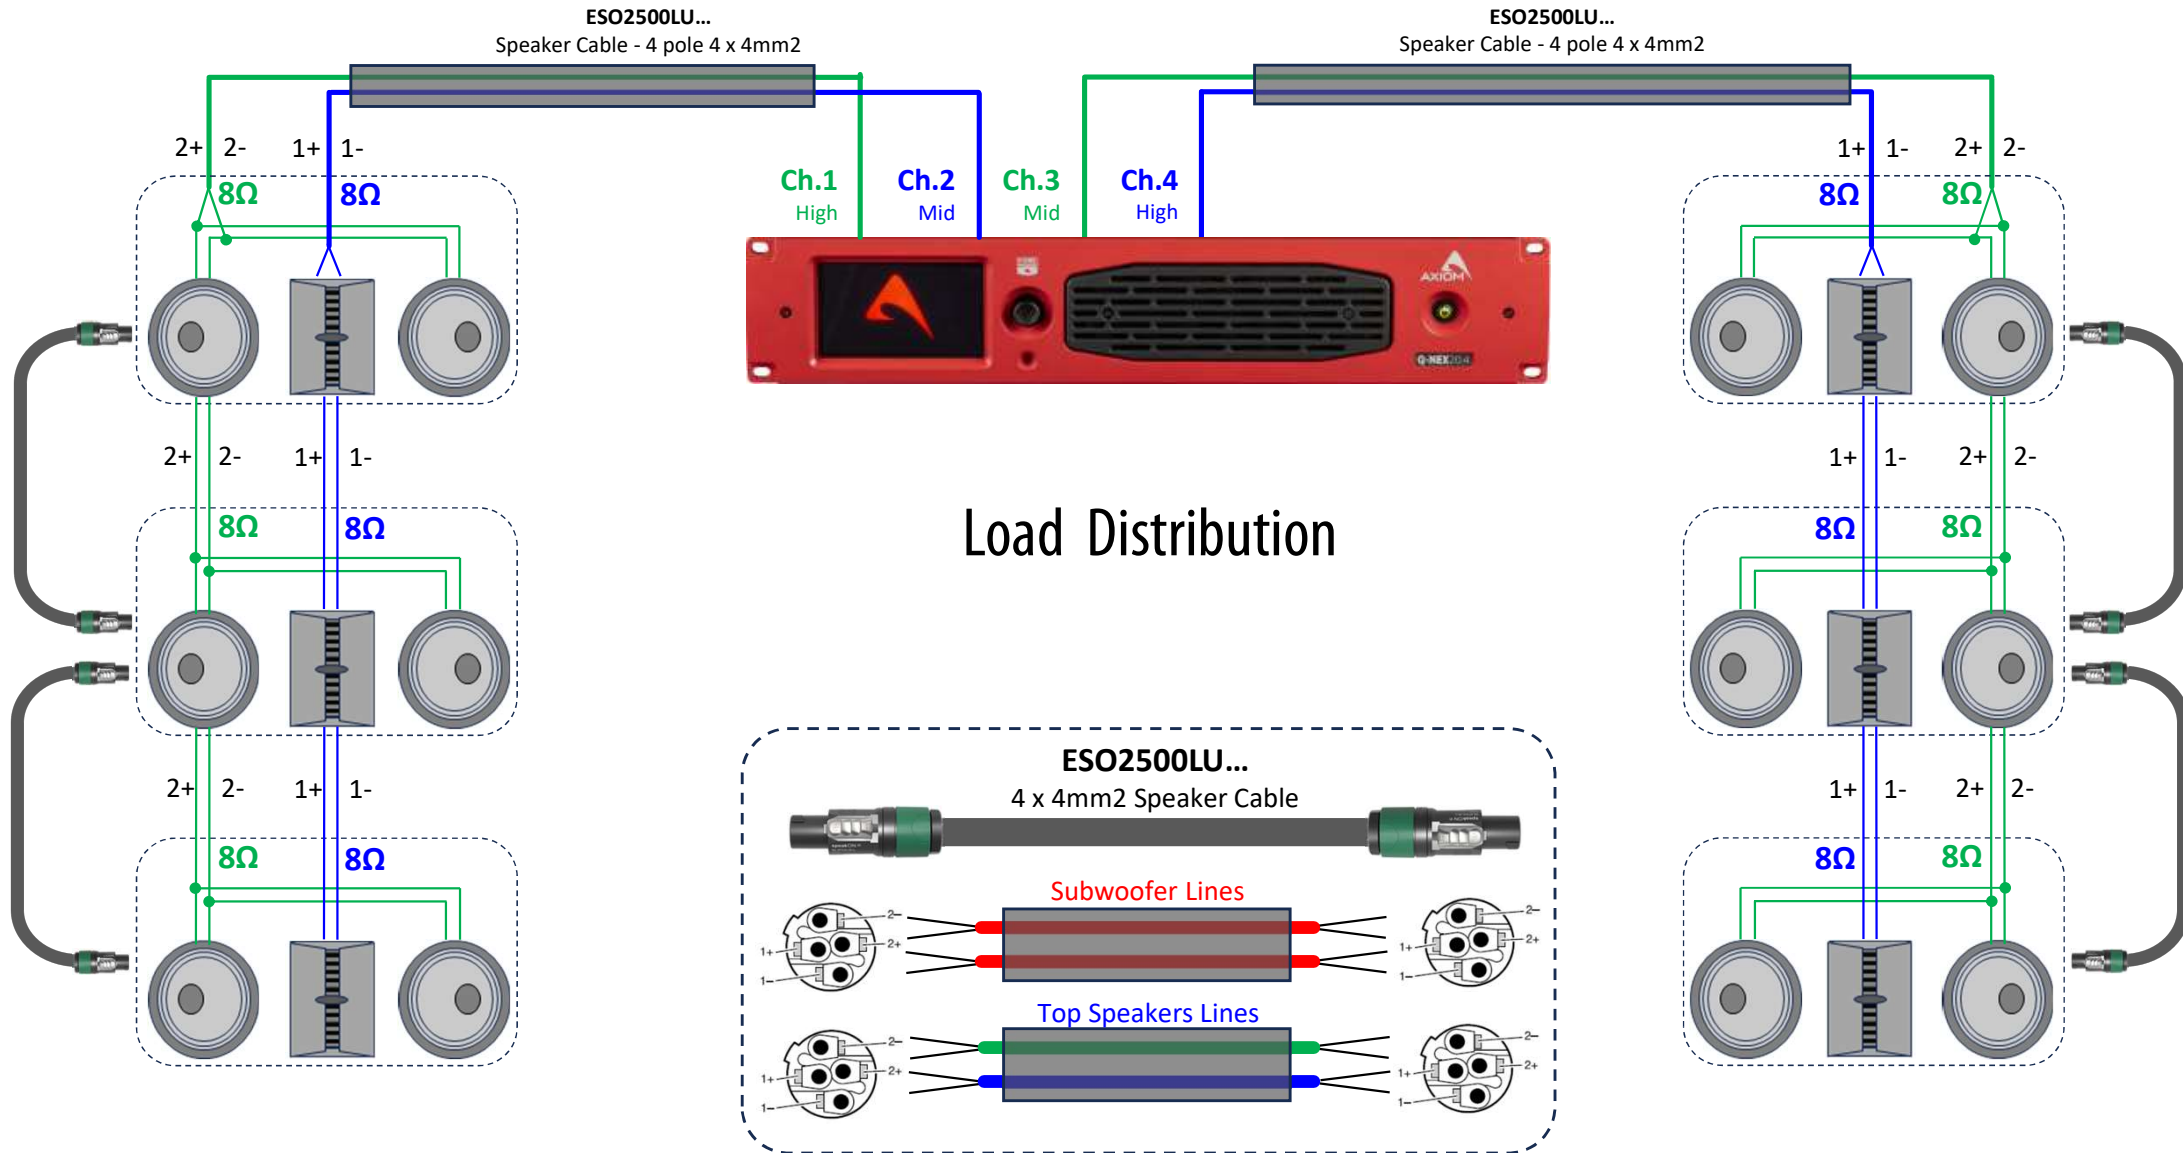 ESO2500LU...
Speaker Cable - 4 pole 4 x 4mm2
ESO2500LU...
Speaker Cable - 4 pole 4 x 4mm2
2+ 2- 1+ 1-
1+ 1- 2+ 2-
8Ω 8Ω
Ch.1 Ch.2 Ch.3 Ch.4
High Mid Mid High
8Ω 8Ω
AXIOM
Q-NEX20.4
2+ 2- 1+ 1-
1+ 1- 2+ 2-
Load Distribution
8Ω 8Ω
8Ω 8Ω
2+ 2- 1+ 1-
1+ 1- 2+ 2-
8Ω 8Ω
8Ω 8Ω
ESO2500LU...
4 x 4mm2 Speaker Cable
Subwoofer Lines
2−
1+ 2+
1−
2−
1+ 2+
1−
Top Speakers Lines
2−
1+ 2+
1−
2−
1+ 2+
1−